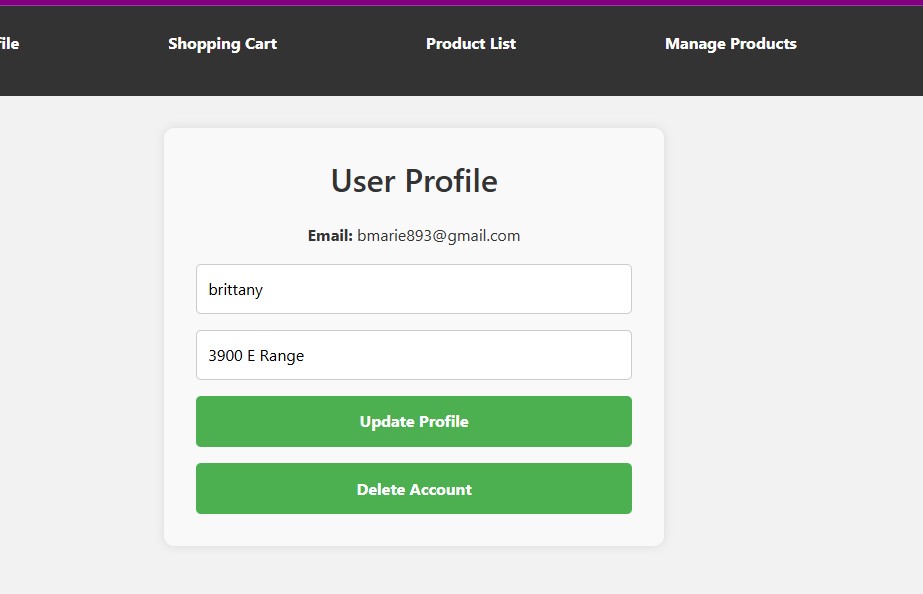 file Shopping Cart Product List Manage Products
User Profile
Email: bmarie893@gmail.com
brittany
3900 E Range
Update Profile
Delete Account